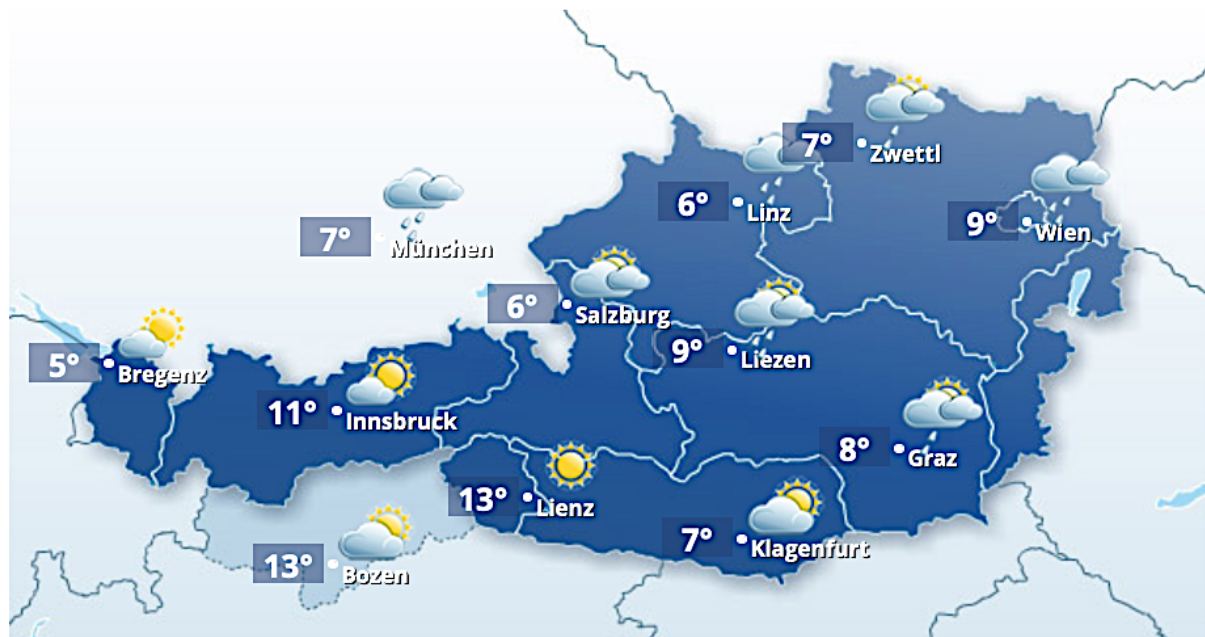 7° Zwettl
6° Linz
9° Wien
7° München
6° Salzburg
9° Liezen
5° Bregenz
11° Innsbruck
8° Graz
13° Lienz
7° Klagenfurt
13° Bozen